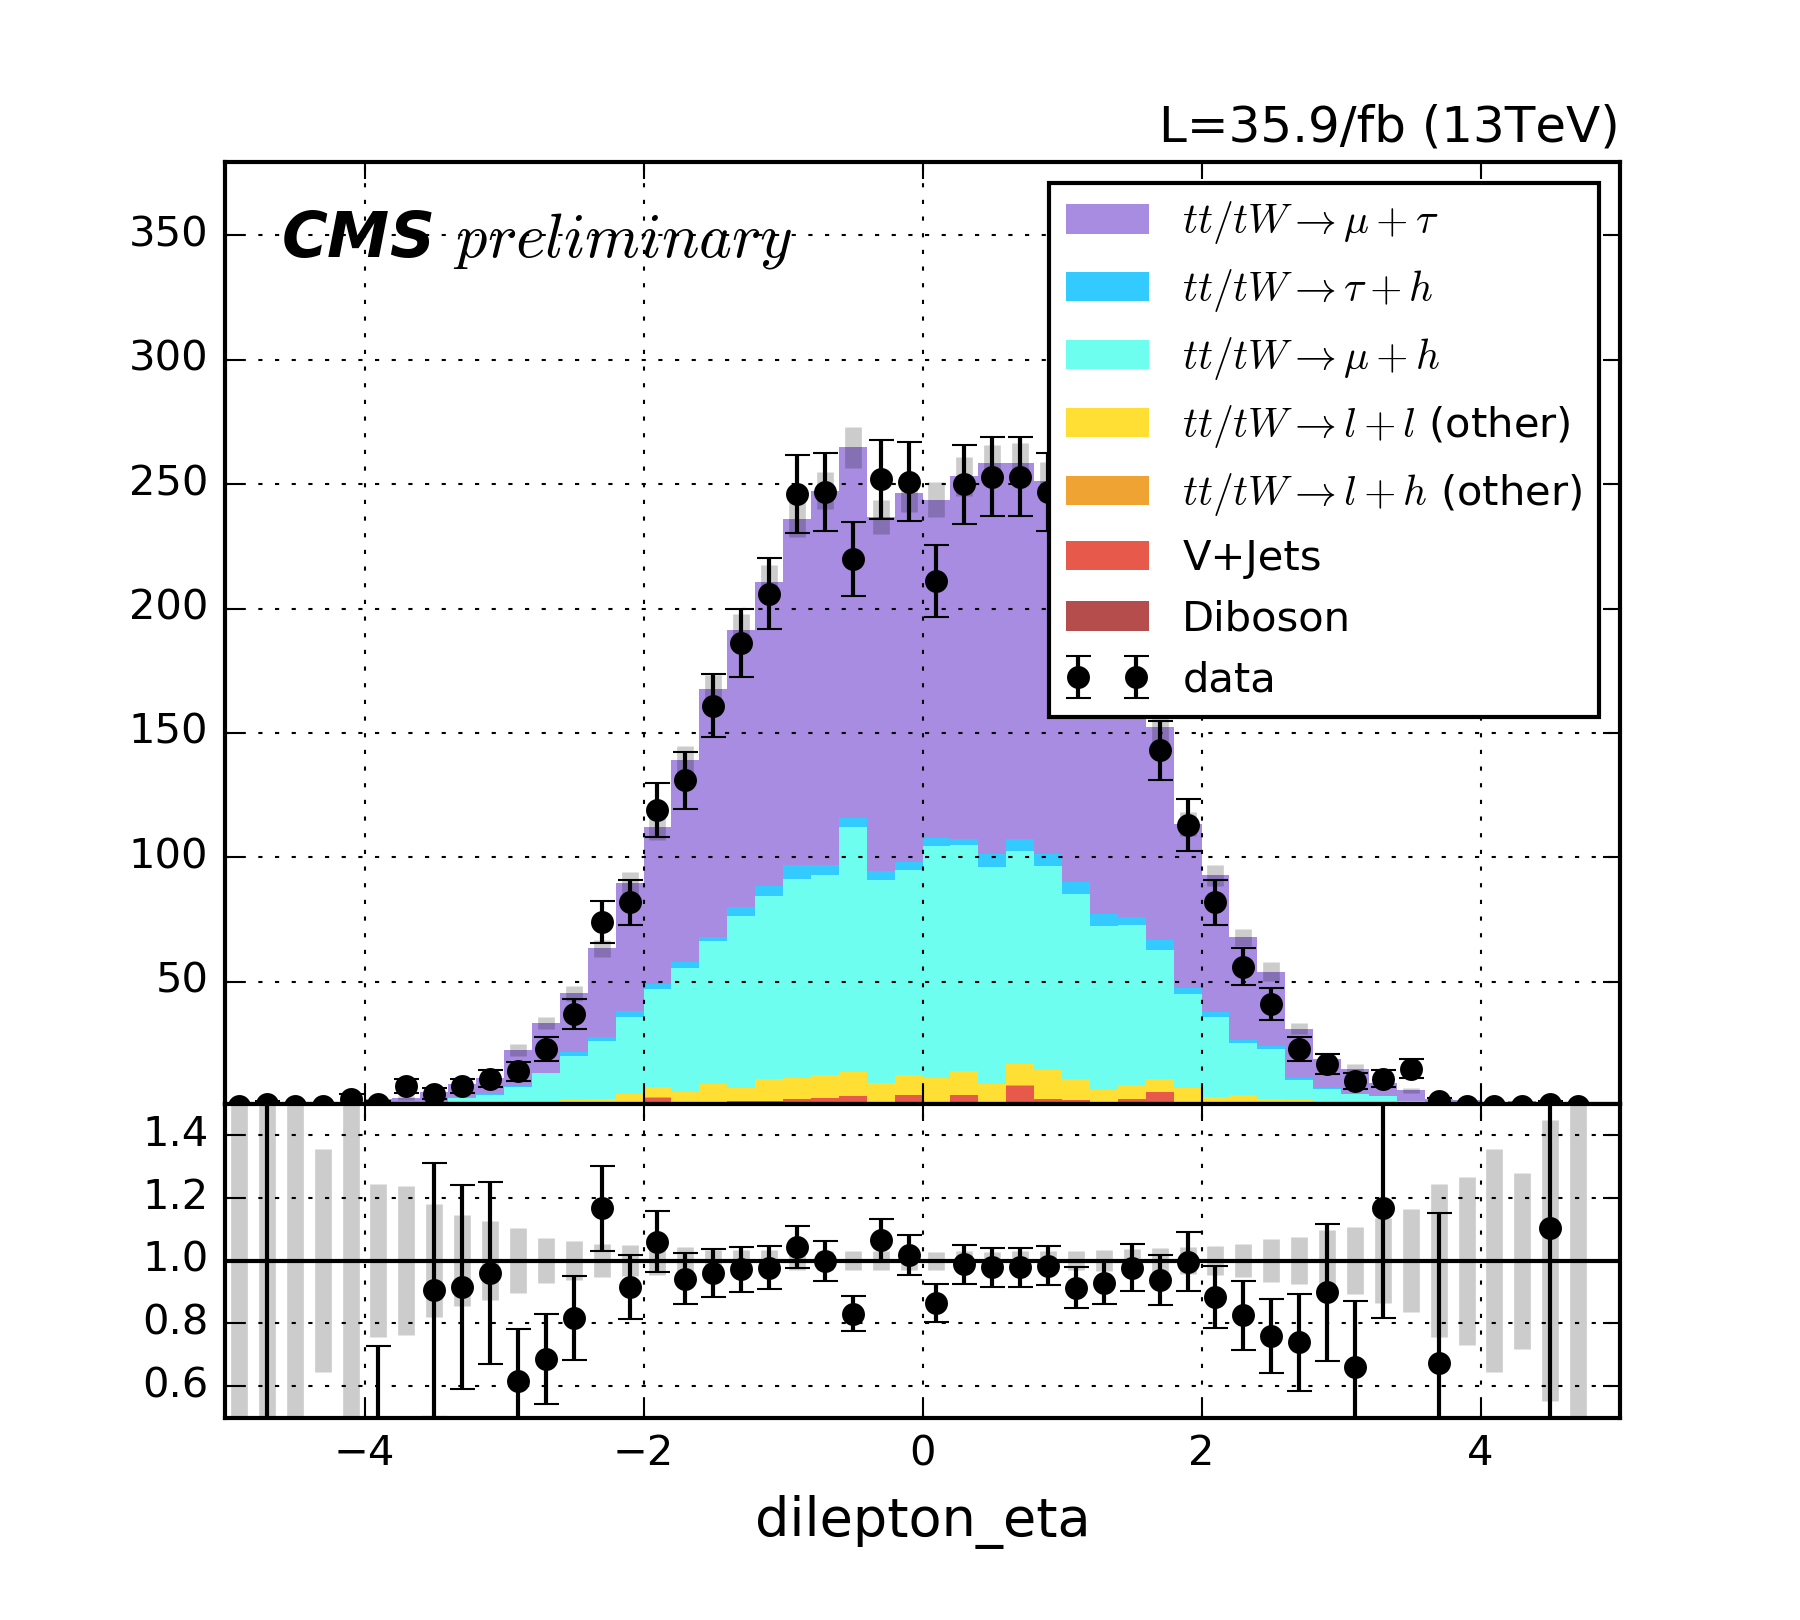 L=35.9/fb (13TeV)
CMS preliminary
350
300
250
200
150
100
50
tt/tW→μ+τ
tt/tW→τ+h
tt/tW→μ+h
tt/tW→l+l (other)
tt/tW→l+h (other)
V+Jets
Diboson
data
1.4
1.2
1.0
0.8
0.6
−4 −2 0 2 4
dilepton_eta